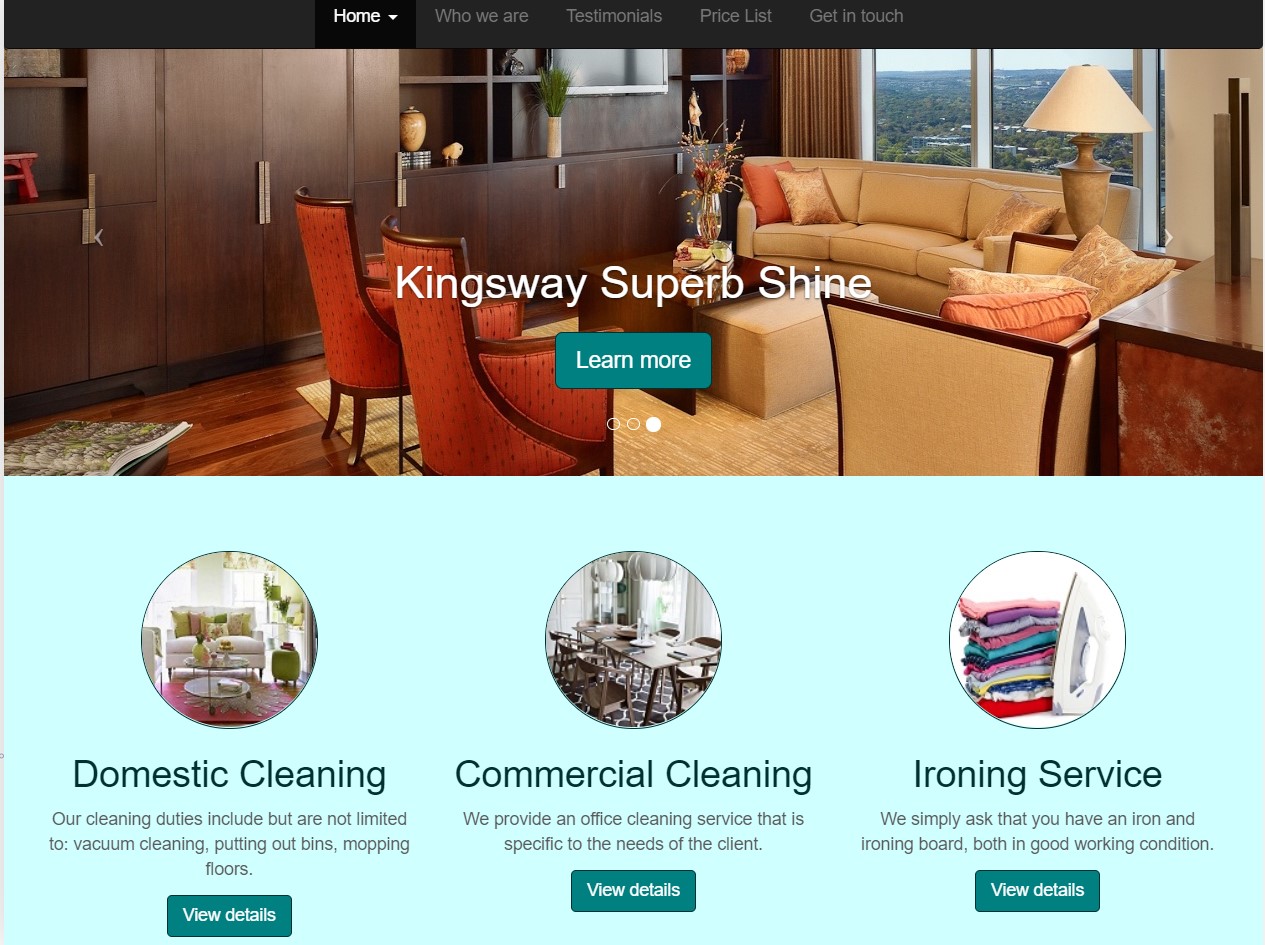 Home Who we are Testimonials Price List Get in touch
Kingsway Superb Shine
Learn more
Domestic Cleaning
Our cleaning duties include but are not limited
to: vacuum cleaning, putting out bins, mopping
floors.
View details
Commercial Cleaning
We provide an office cleaning service that is
specific to the needs of the client.
View details
Ironing Service
We simply ask that you have an iron and
ironing board, both in good working condition.
View details